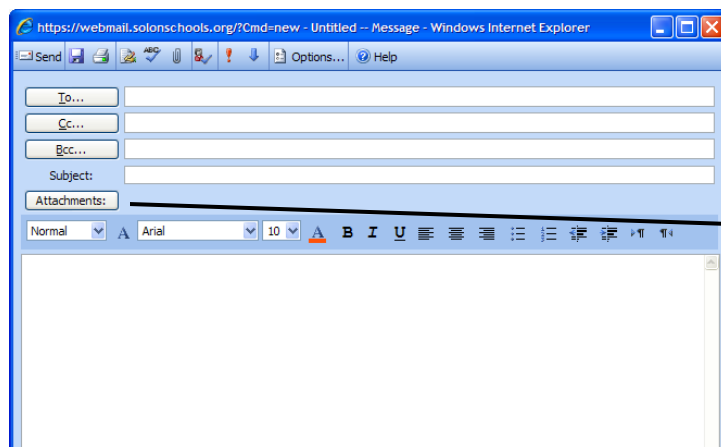 https://webmail.solonschools.org/?Cmd=new - Untitled -- Message - Windows Internet Explorer
Send ABC Options... Help
To...
Cc...
Bcc...
Subject:
Attachments:
Normal A Arial 10 A B I U